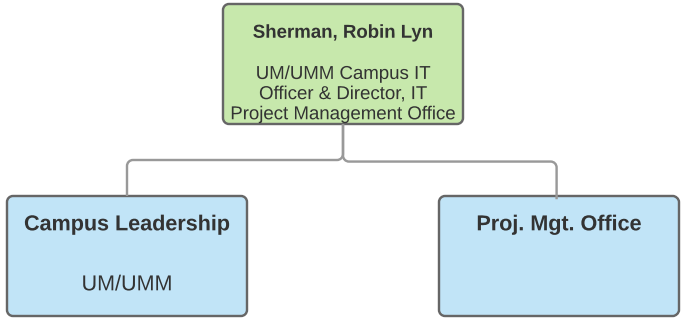 Sherman, Robin Lyn
UM/UMM Campus IT
Officer & Director, IT
Project Management Office
Campus Leadership
UM/UMM
Proj. Mgt. Office